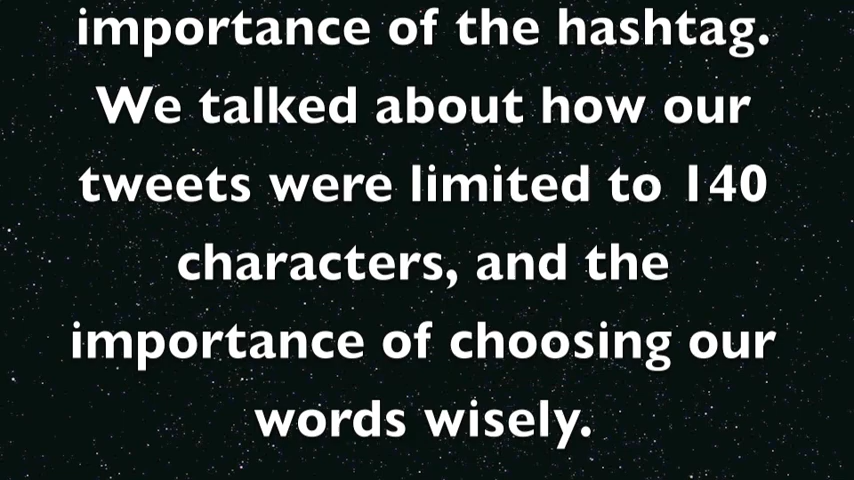 importance of the hashtag.
We talked about how our
tweets were limited to 140
characters, and the
importance of choosing our
words wisely.